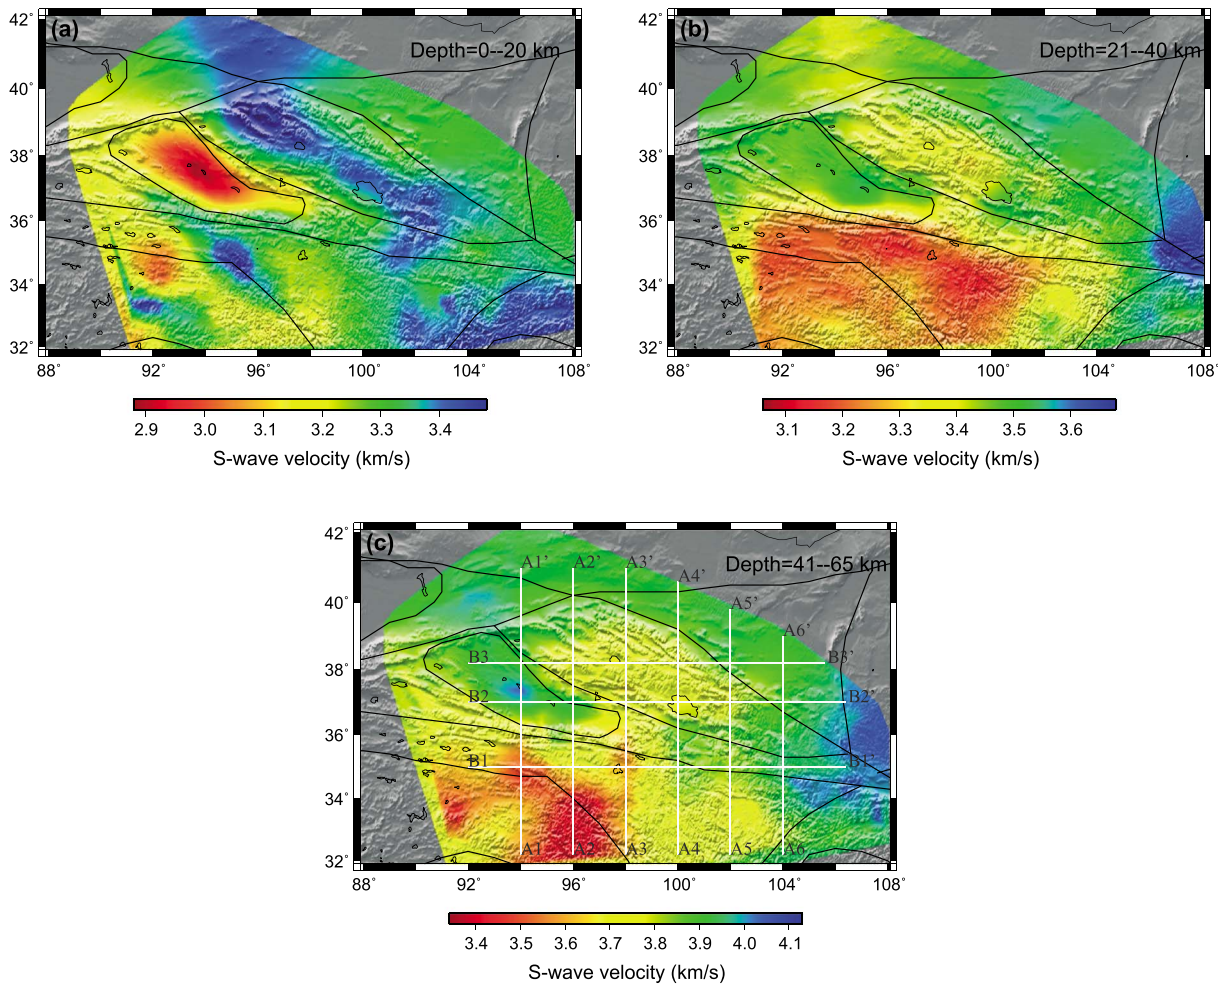 (a)
Depth=0--20 km
42°
40°
38°
36°
34°
32°
88°
92°
96°
100°
104°
108°
2.9
3.0
3.1
3.2
3.3
3.4
S-wave velocity (km/s)
(b)
Depth=21--40 km
42°
40°
38°
36°
34°
32°
88°
92°
96°
100°
104°
108°
3.1
3.2
3.3
3.4
3.5
3.6
S-wave velocity (km/s)
(c)
Depth=41--65 km
A1’
A2’
A3’
A4’
A5’
A6’
B3
B3’
B2
B2’
B1
B1’
A1
A2
A3
A4
A5
A6
42°
40°
38°
36°
34°
32°
88°
92°
96°
100°
104°
108°
3.4
3.5
3.6
3.7
3.8
3.9
4.0
4.1
S-wave velocity (km/s)